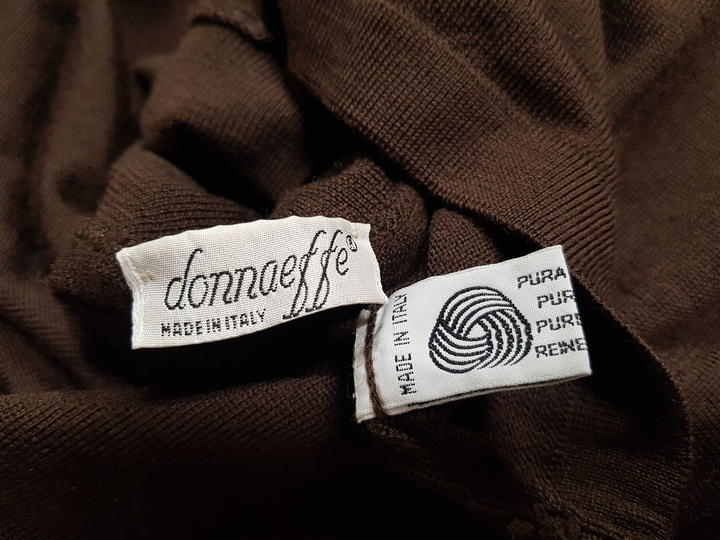 donnaeffe®
MADE IN ITALY
MADE IN ITALY
PURA
PUR
PURE
REINE